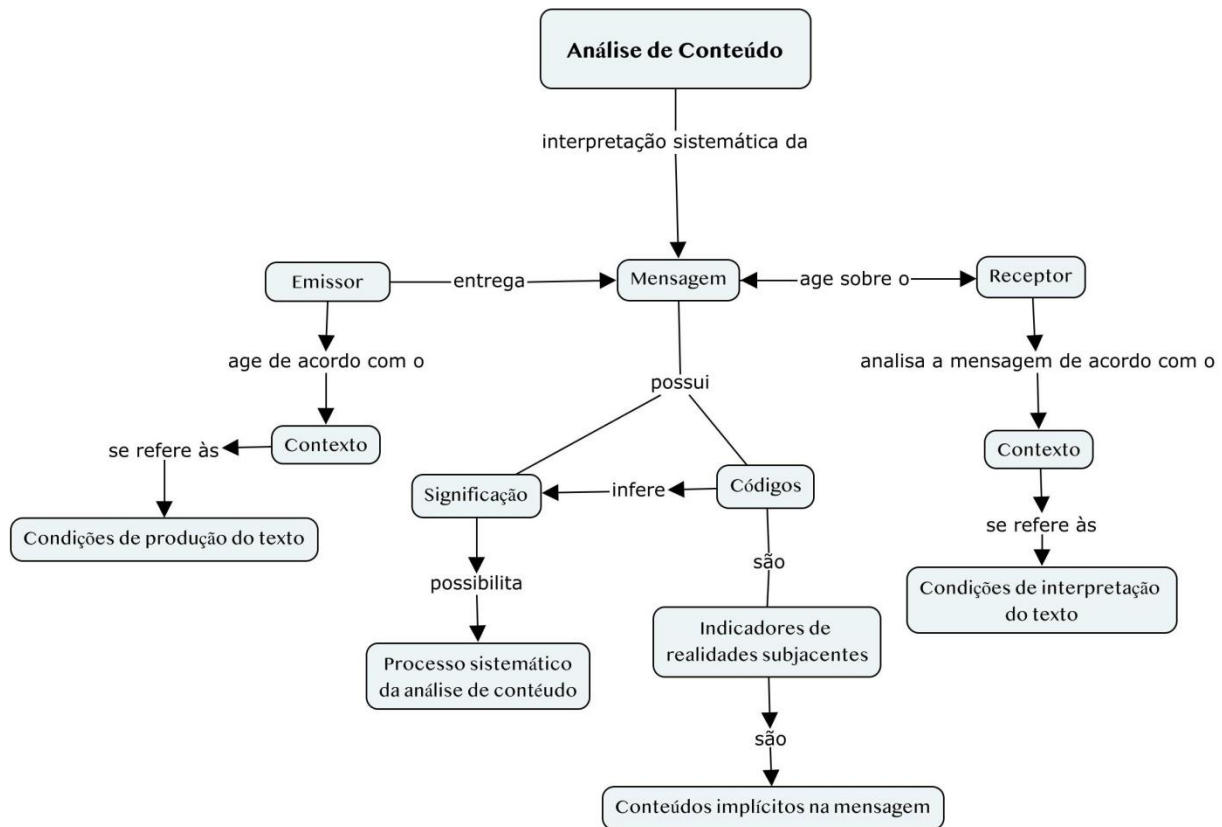 Análise de Conteúdo
interpretação sistemática da
Emissor
entrega
Mensagem
age sobre o
Receptor
age de acordo com o
possui
analisa a mensagem de acordo com o
Contexto
se refere às
Condições de produção do texto
Significação
infere
Códigos
Contexto
se refere às
Condições de interpretação
do texto
possibilita
são
Processo sistemático
da análise de contéudo
Indicadores de
realidades subjacentes
são
Conteúdos implícitos na mensagem